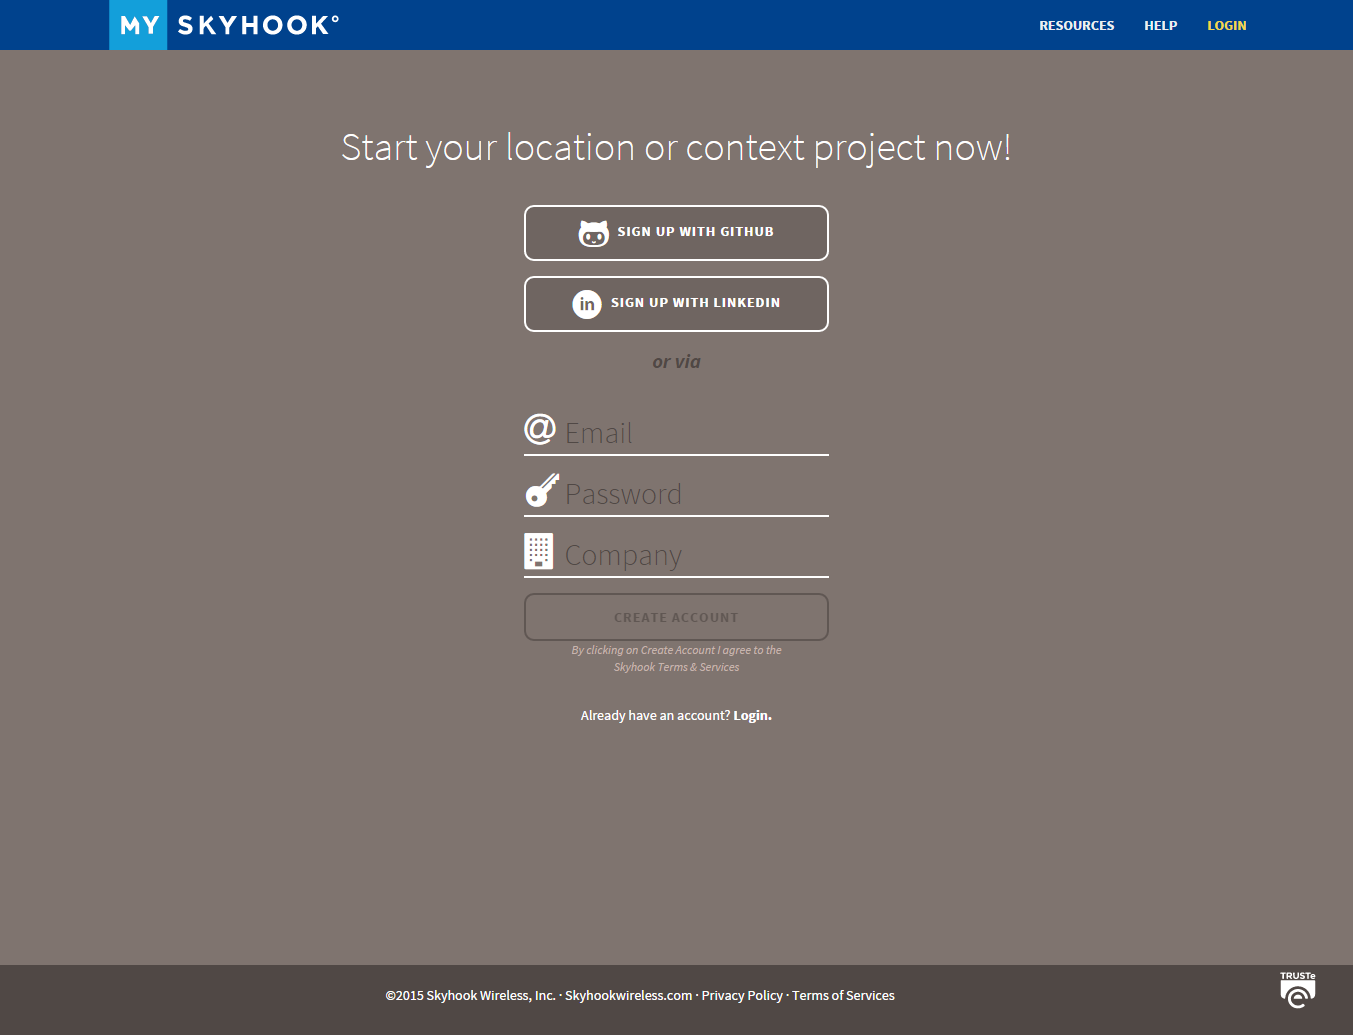 MY SKYHOOK°
RESOURCES HELP LOGIN
Start your location or context project now!
SIGN UP WITH GITHUB
in SIGN UP WITH LINKEDIN
or via
@ Email
Password
Company
CREATE ACCOUNT
By clicking on Create Account I agree to the
Skyhook Terms & Services
Already have an account? Login.
©2015 Skyhook Wireless, Inc. · Skyhookwireless.com · Privacy Policy · Terms of Services
TRUSTe
e